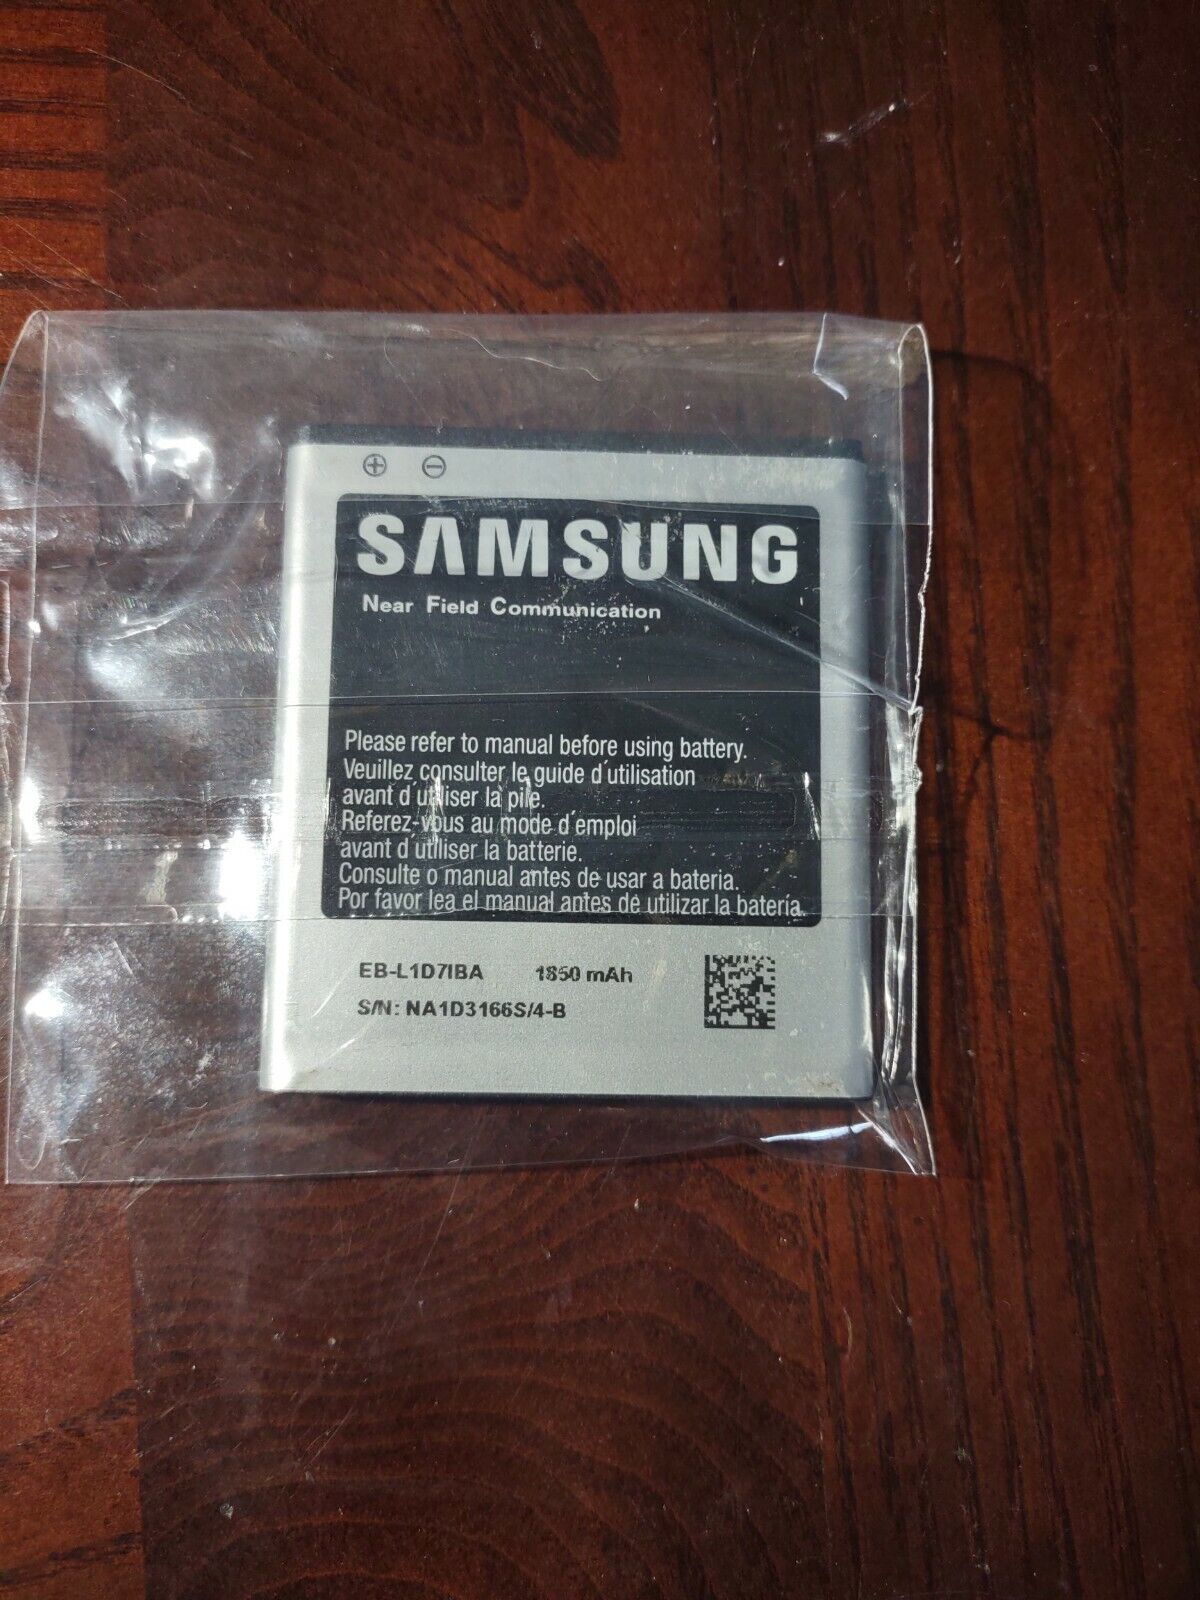 SAMSUNG
Near Field Communication
Please refer to manual before using battery.
Veuillez consulter le guide d'utilisation
avant d'utiliser la pile.
Referez-vous au mode d'emploi
avant d'utiliser la batterie.
Consulte o manual antes de usar a bateria.
Por favor lea el manual antes de utilizar la batería.
EB-L1D7IBA 1850 mAh
S/N: NA1D3166S/4-B